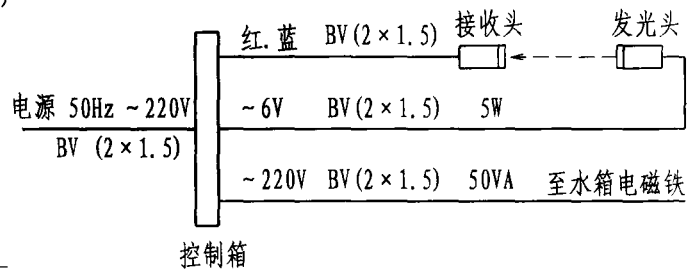 红.蓝 BV(2×1.5) 接收头 发光头
电源 50Hz ~220V
BV (2×1.5)
~6V BV(2×1.5) 5W
~220V BV(2×1.5) 50VA 至水箱电磁铁
控制箱